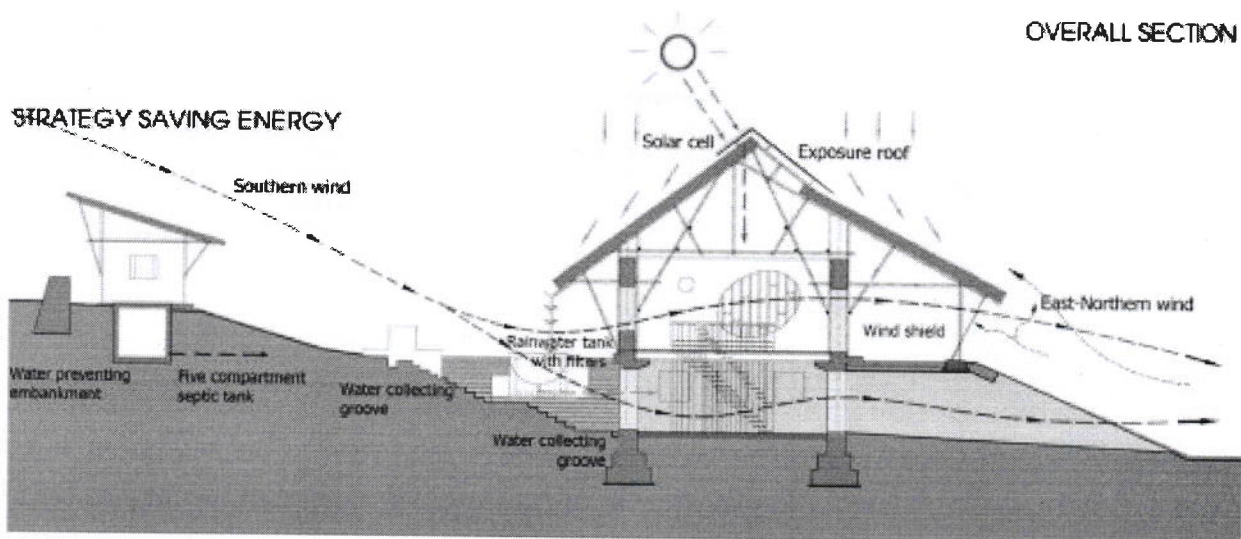 OVERALL SECTION
STRATEGY SAVING ENERGY
Solar cell
Exposure roof
Southern wind
East-Northern wind
Rainwater tank
with filters
Wind shield
Water preventing
embankment
Five compartment
septic tank
Water collecting
groove
Water collecting
groove